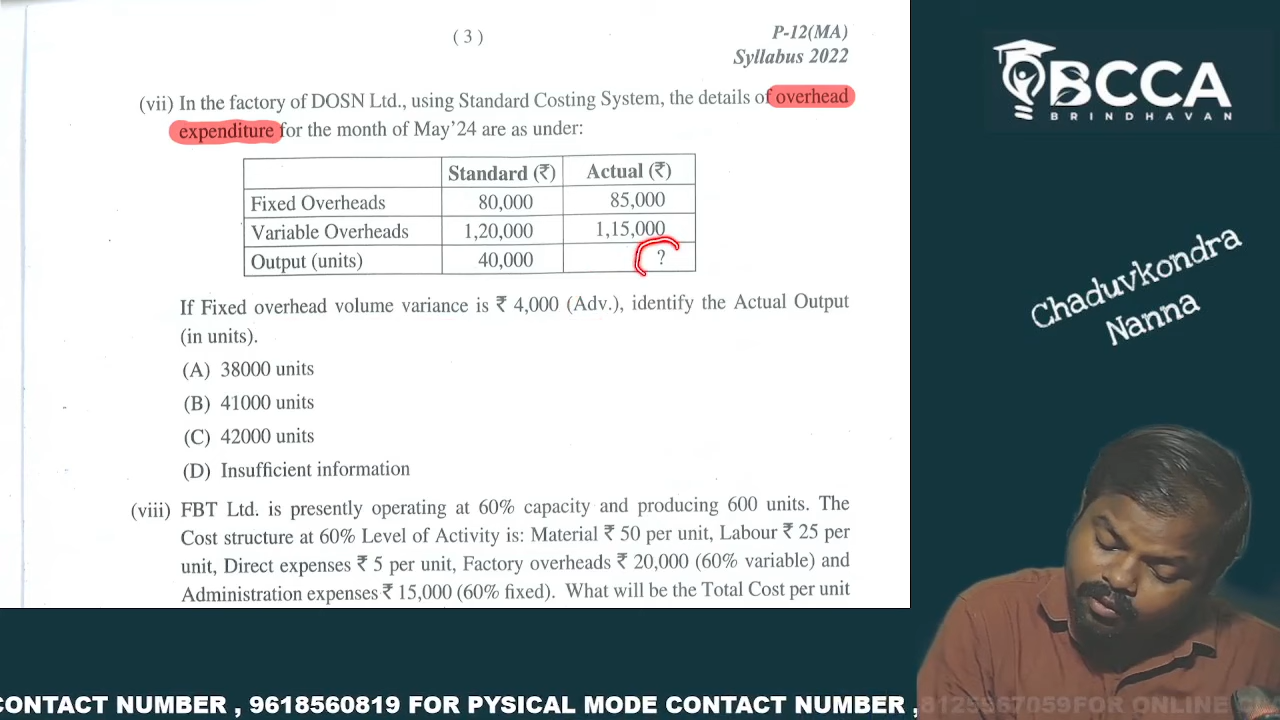 ( 3 )
P-12(MA)
Syllabus 2022
(vii) In the factory of DOSN Ltd., using Standard Costing System, the details of overhead
expenditure for the month of May'24 are as under:
Standard (₹) Actual (₹)
Fixed Overheads 80,000 85,000
Variable Overheads 1,20,000 1,15,000
Output (units) 40,000 ?
If Fixed overhead volume variance is ₹ 4,000 (Adv.), identify the Actual Output
(in units).
(A) 38000 units
(B) 41000 units
(C) 42000 units
(D) Insufficient information
(viii) FBT Ltd. is presently operating at 60% capacity and producing 600 units. The
Cost structure at 60% Level of Activity is: Material ₹ 50 per unit, Labour ₹ 25 per
unit, Direct expenses ₹ 5 per unit, Factory overheads ₹ 20,000 (60% variable) and
Administration expenses ₹ 15,000 (60% fixed). What will be the Total Cost per unit
BCCA
BRINDHAVAN
Chaduvkondra
Nanna
CONTACT NUMBER , 9618560819 FOR PYSICAL MODE CONTACT NUMBER , 8125567059FOR ONLINE